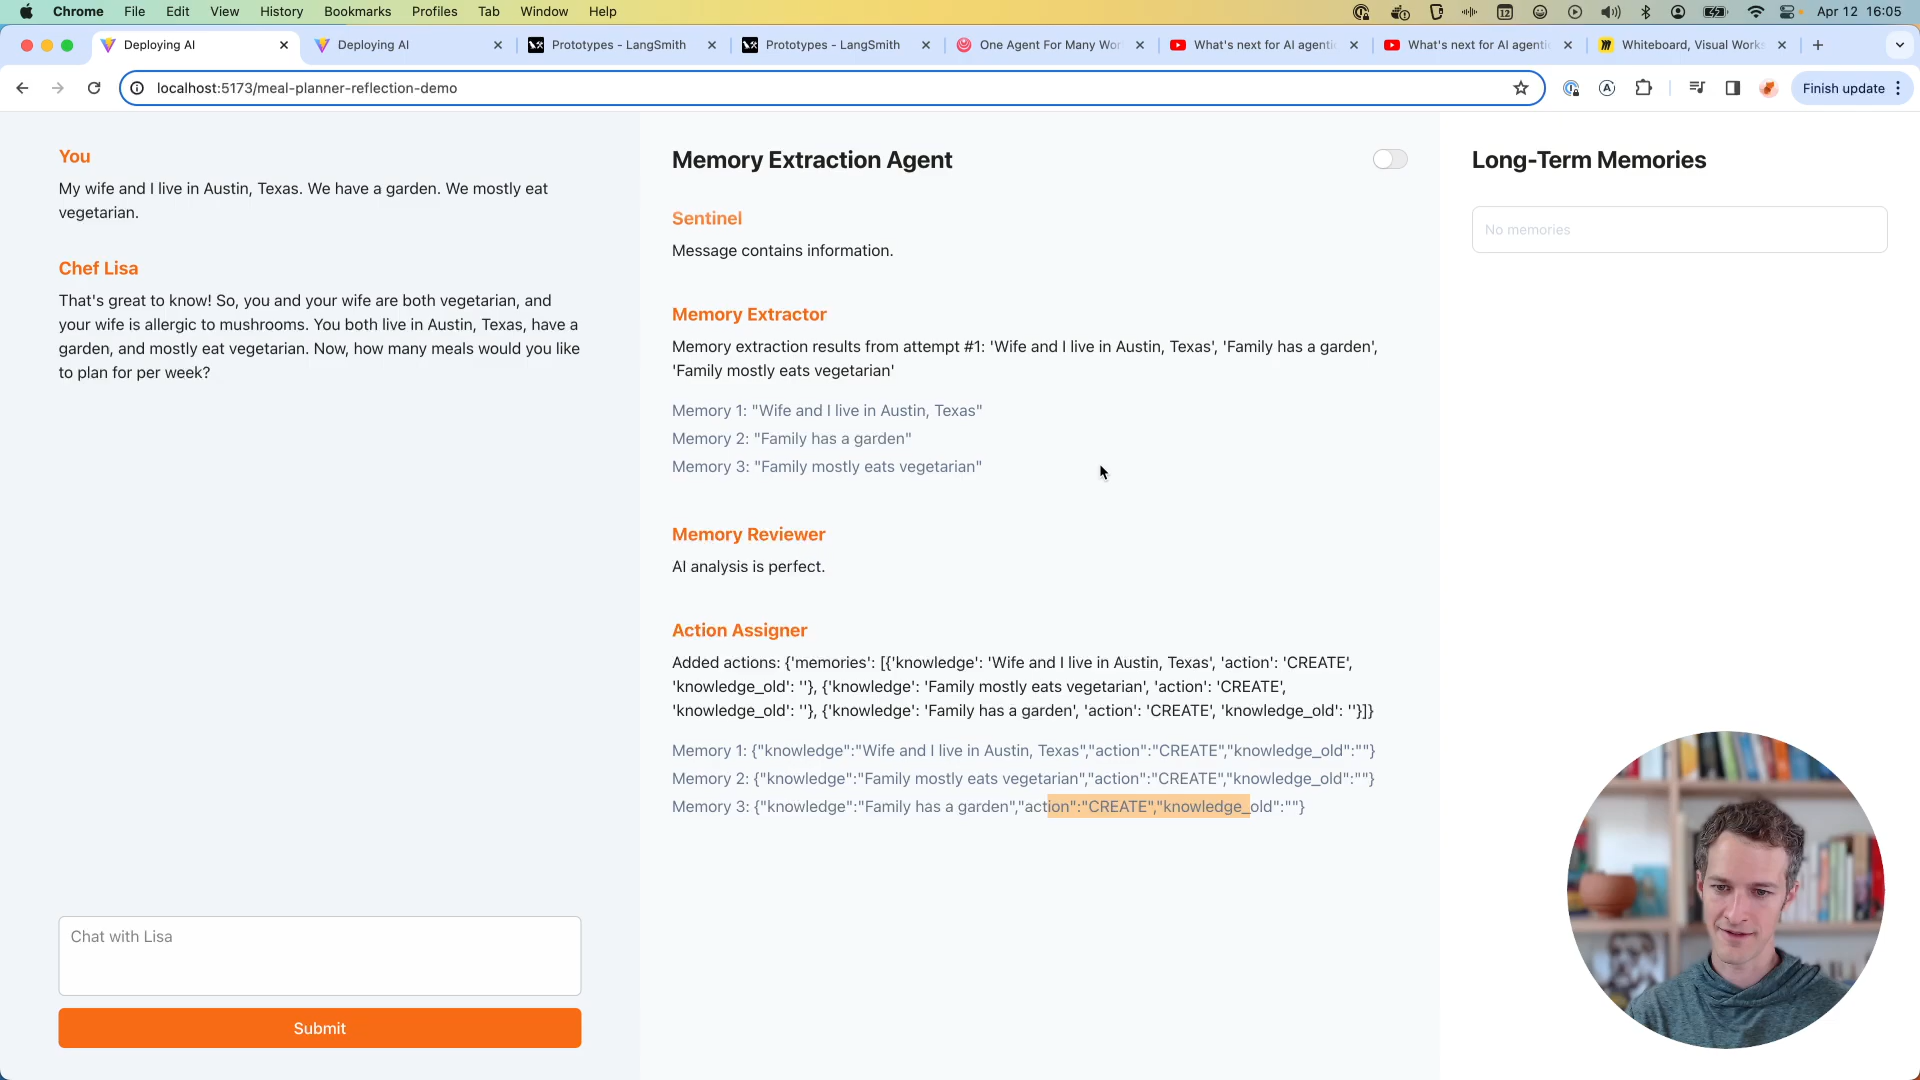 Chrome File Edit View History Bookmarks Profiles Tab Window Help
12
Apr 12 16:05
Deploying AI
Deploying AI
Prototypes - LangSmith
Prototypes - LangSmith
One Agent For Many Wor
What's next for AI agentic
What's next for AI agentic
Whiteboard, Visual Works
localhost:5173/meal-planner-reflection-demo
Finish update
You
My wife and I live in Austin, Texas. We have a garden. We mostly eat
vegetarian.
Chef Lisa
That's great to know! So, you and your wife are both vegetarian, and
your wife is allergic to mushrooms. You both live in Austin, Texas, have a
garden, and mostly eat vegetarian. Now, how many meals would you like
to plan for per week?
Chat with Lisa
Submit
Memory Extraction Agent
Sentinel
Message contains information.
Memory Extractor
Memory extraction results from attempt #1: 'Wife and I live in Austin, Texas', 'Family has a garden',
'Family mostly eats vegetarian'
Memory 1: "Wife and I live in Austin, Texas"
Memory 2: "Family has a garden"
Memory 3: "Family mostly eats vegetarian"
Memory Reviewer
AI analysis is perfect.
Action Assigner
Added actions: {'memories': [{'knowledge': 'Wife and I live in Austin, Texas', 'action': 'CREATE',
'knowledge_old': ''}, {'knowledge': 'Family mostly eats vegetarian', 'action': 'CREATE',
'knowledge_old': ''}, {'knowledge': 'Family has a garden', 'action': 'CREATE', 'knowledge_old': ''}]}
Memory 1: {"knowledge":"Wife and I live in Austin, Texas","action":"CREATE","knowledge_old":""}
Memory 2: {"knowledge":"Family mostly eats vegetarian","action":"CREATE","knowledge_old":""}
Memory 3: {"knowledge":"Family has a garden","action":"CREATE","knowledge_old":""}
Long-Term Memories
No memories